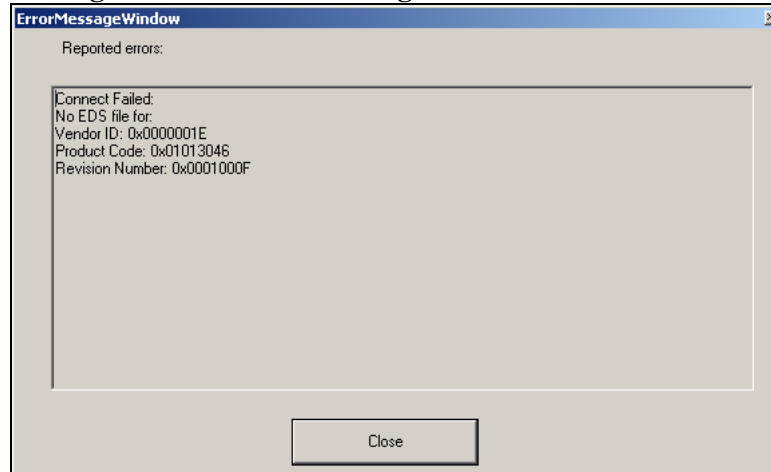 ErrorMessageWindow
Reported errors:
Connect Failed:
No EDS file for:
Vendor ID: 0x0000001E
Product Code: 0x01013046
Revision Number: 0x0001000F
Close